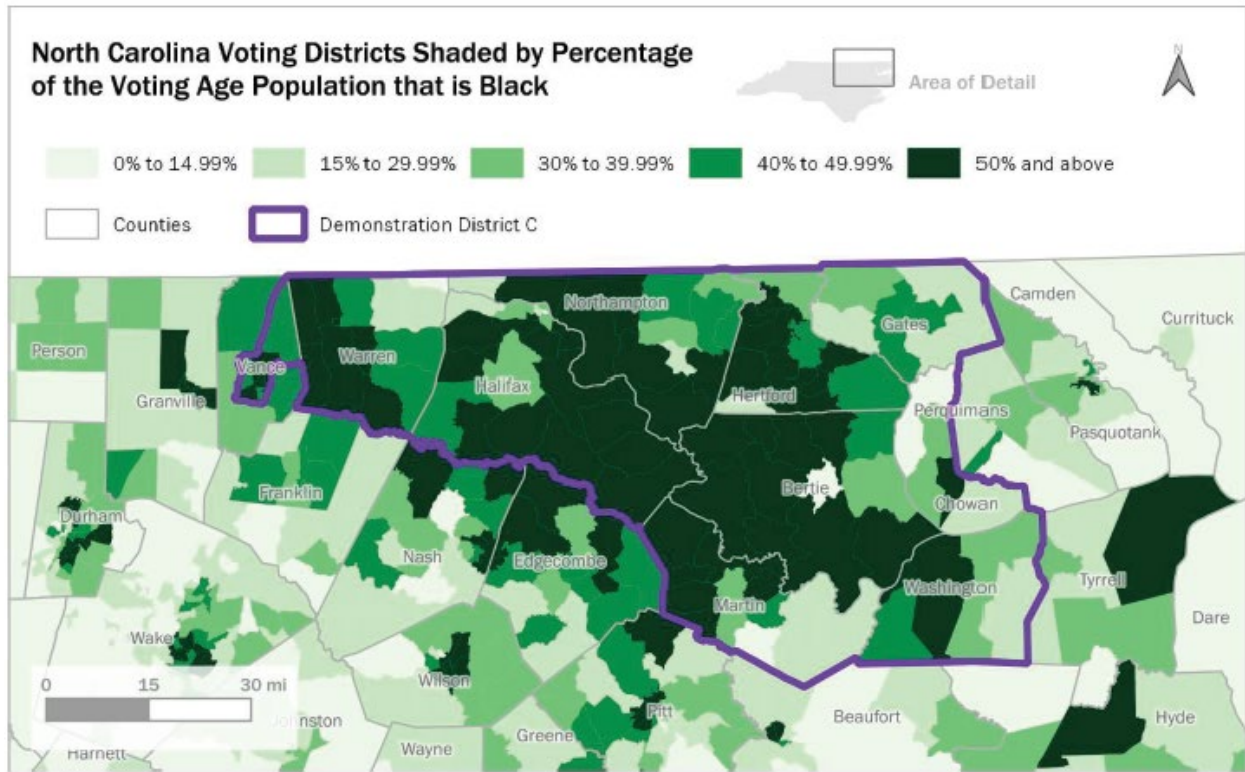 North Carolina Voting Districts Shaded by Percentage
of the Voting Age Population that is Black
N
Area of Detail
0% to 14.99%
15% to 29.99%
30% to 39.99%
40% to 49.99%
50% and above
Counties
Demonstration District C
Northampton
Camden
Currituck
Gates
Person
Vance
Warren
Halifax
Hertford
Granville
Perquimans
Pasquotank
Bertie
Chowan
Franklin
Durham
Nash
Edgecombe
Washington
Tyrrell
Martin
Dare
Wake
Wilson
0 15 30 mi
Pitt
Beaufort
Hyde
Johnston
Greene
Wayne
Harnett